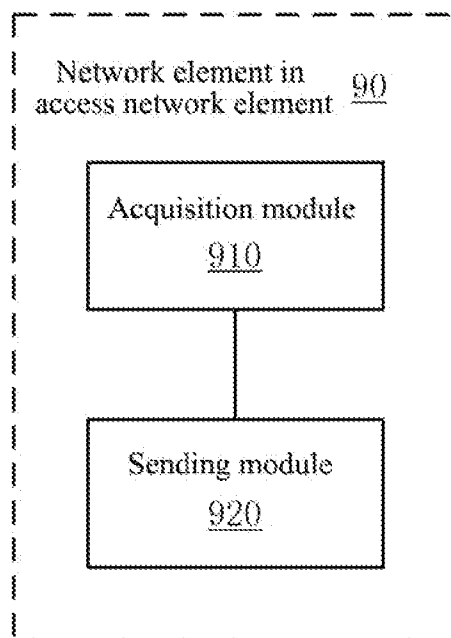 Network element in
access network element 90
Acquisition module
910
Sending module
920